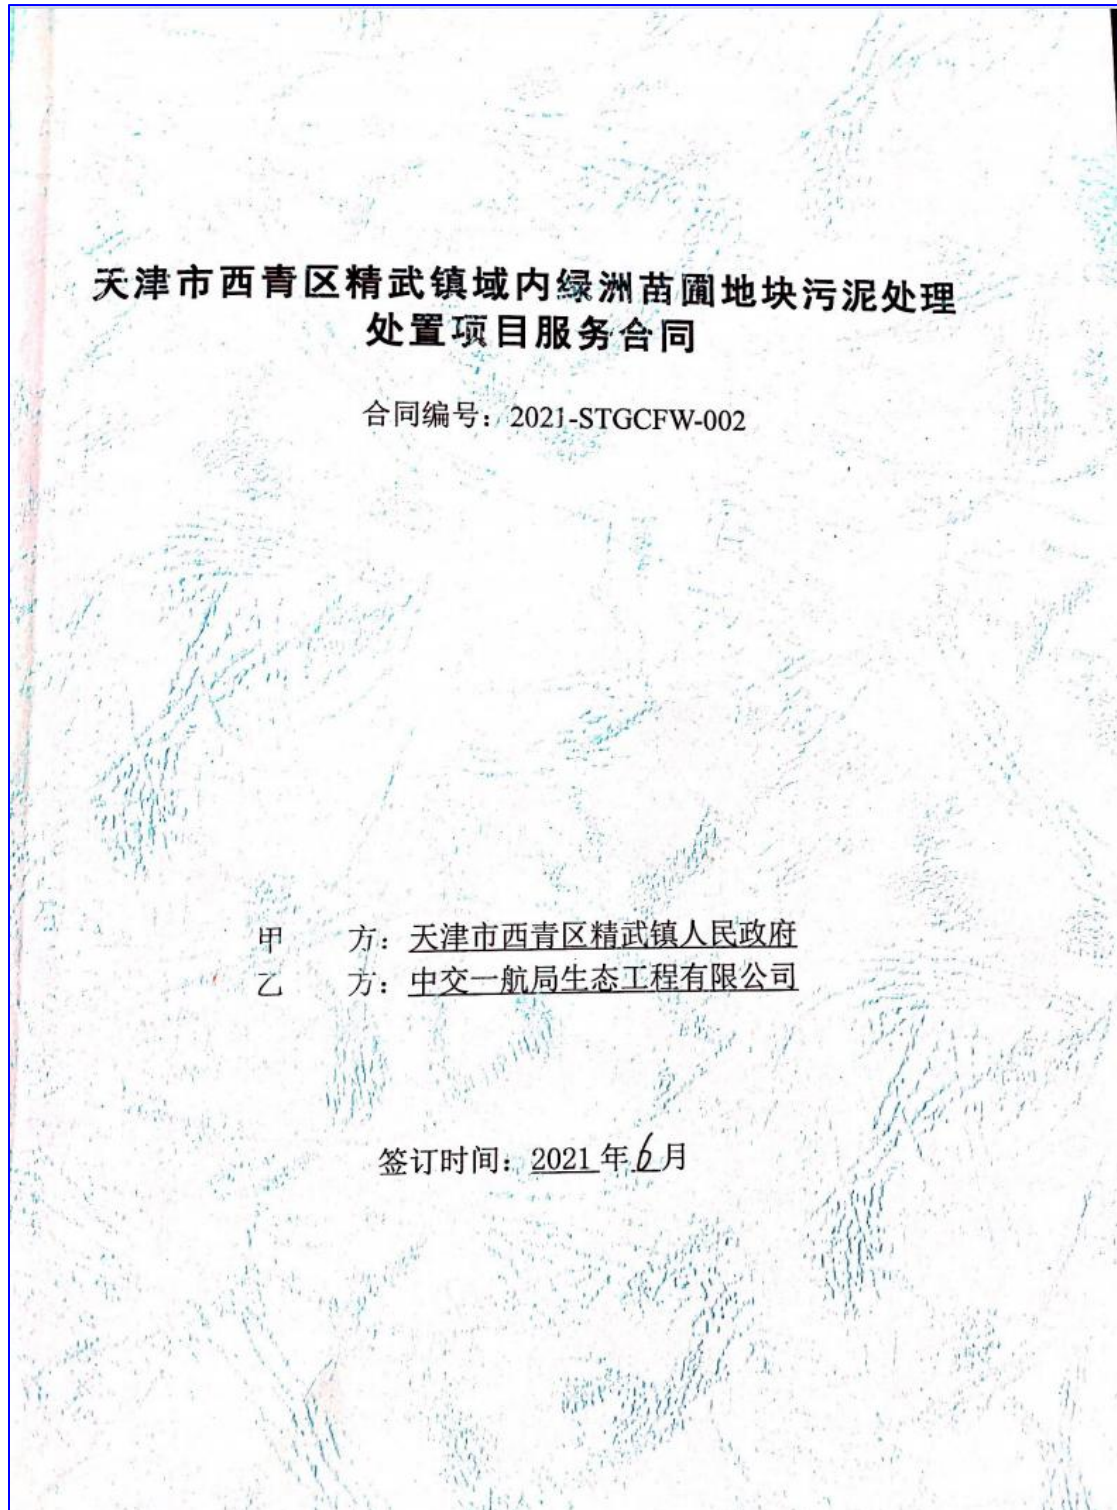 天津市西青区精武镇域内绿洲苗圃地块污泥处理
处置项目服务合同
合同编号：2021-STGCFW-002
甲 方：天津市西青区精武镇人民政府
乙 方：中交一航局生态工程有限公司
签订时间：2021年6月